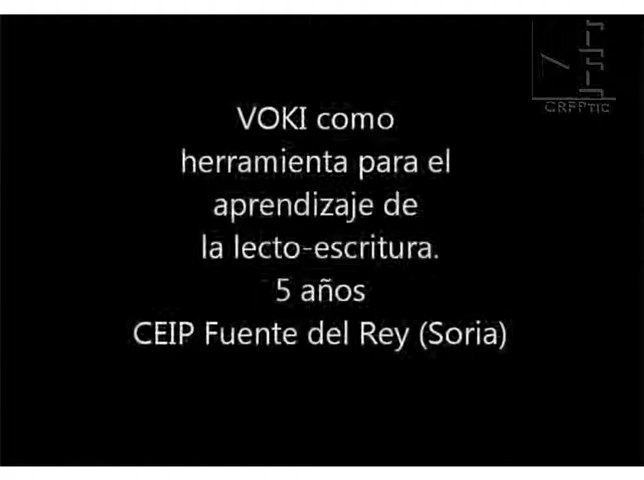 CRFPTIC
VOKI como
herramienta para el
aprendizaje de
la lecto-escritura.
5 años
CEIP Fuente del Rey (Soria)